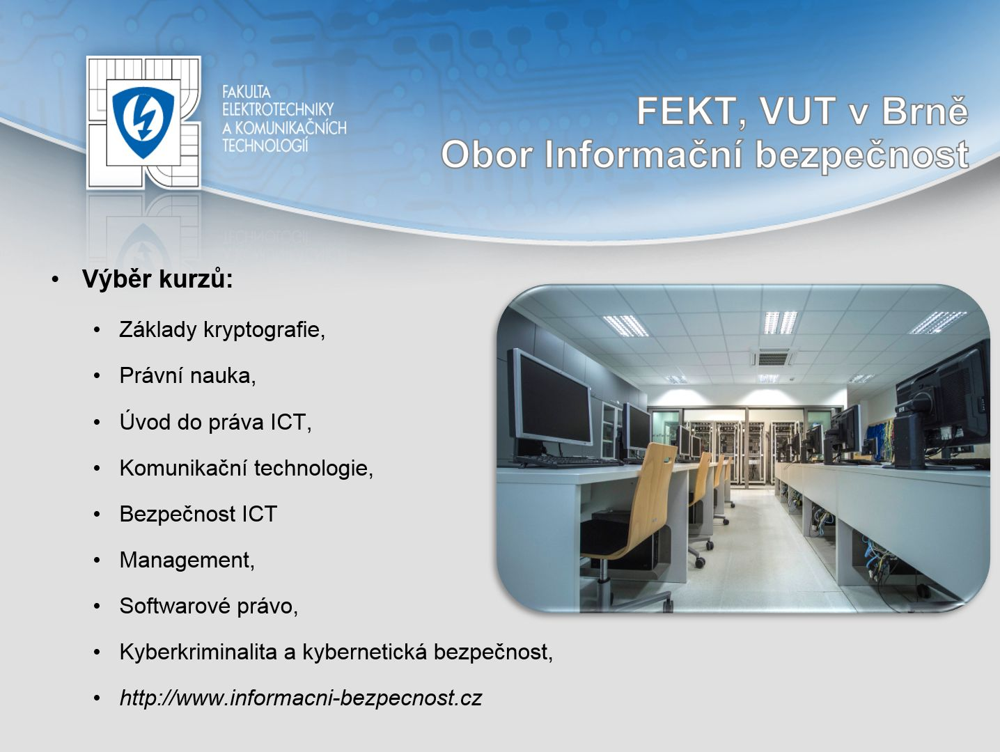 FAKULTA
ELEKTROTECHNIKY
A KOMUNIKAČNÍCH
TECHNOLOGIÍ
FEKT, VUT v Brně
Obor Informační bezpečnost
• Výběr kurzů:
• Základy kryptografie,
• Právní nauka,
• Úvod do práva ICT,
• Komunikační technologie,
• Bezpečnost ICT
• Management,
• Softwarové právo,
• Kyberkriminalita a kybernetická bezpečnost,
• http://www.informacni-bezpecnost.cz